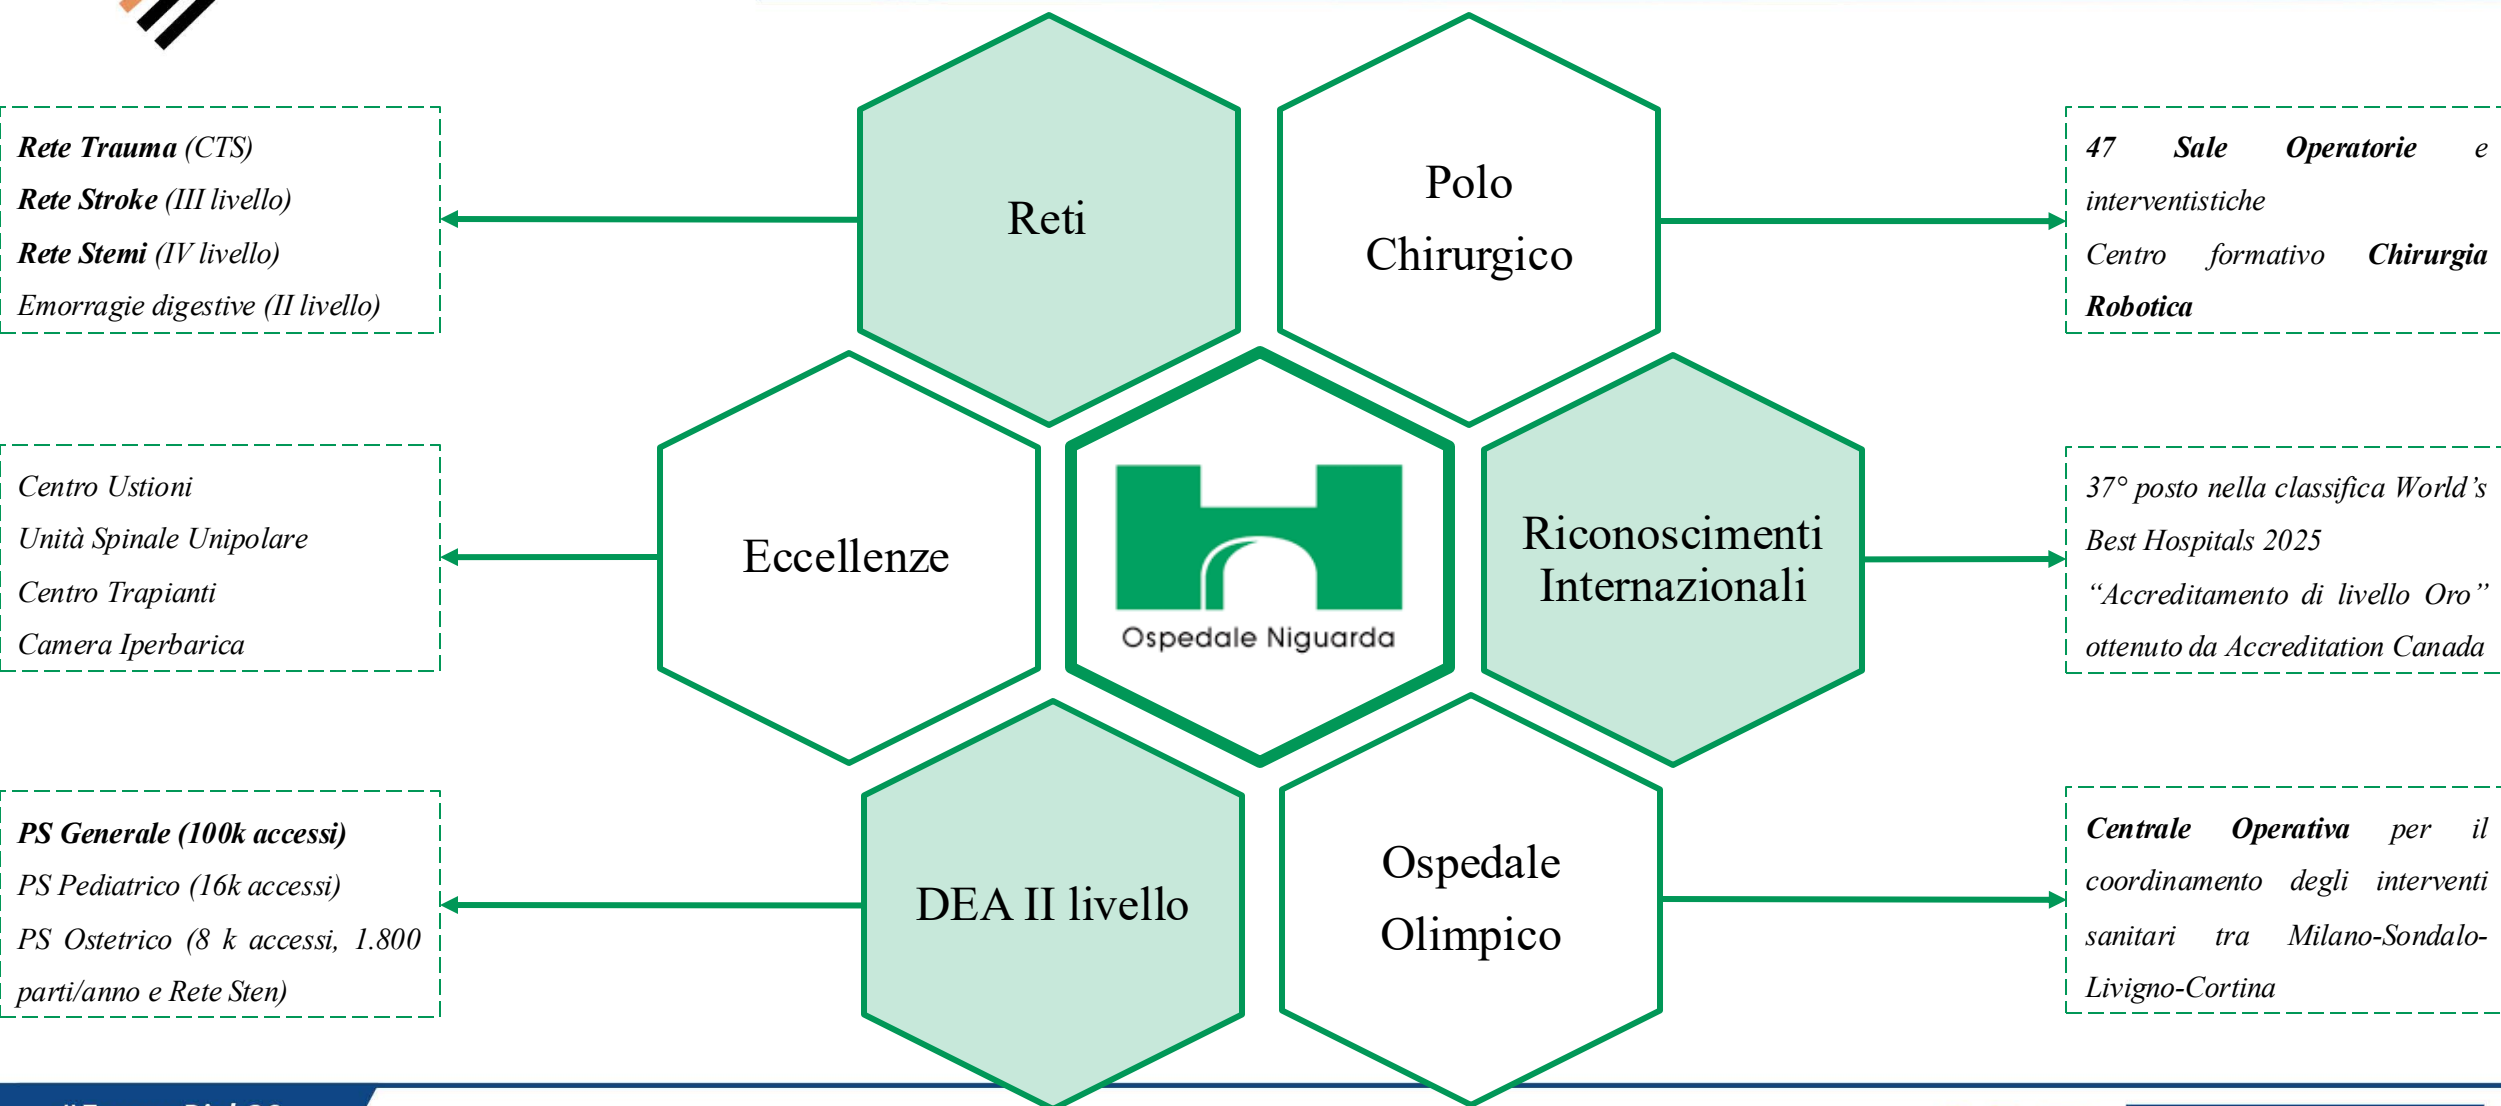 Rete Trauma (CTS)
Rete Stroke (III livello)
Rete Stemi (IV livello)
Emorragie digestive (II livello)
Reti
Polo
Chirurgico
47 Sale Operatorie e
interventistiche
Centro formativo Chirurgia
Robotica
Centro Ustioni
Unità Spinale Unipolare
Centro Trapianti
Camera Iperbarica
Eccellenze
Ospedale Niguarda
Riconoscimenti
Internazionali
37° posto nella classifica World’s
Best Hospitals 2025
“Accreditamento di livello Oro”
ottenuto da Accreditation Canada
PS Generale (100k accessi)
PS Pediatrico (16k accessi)
PS Ostetrico (8 k accessi, 1.800
parti/anno e Rete Sten)
DEA II livello
Ospedale
Olimpico
Centrale Operativa per il
coordinamento degli interventi
sanitari tra Milano-Sondalo-
Livigno-Cortina